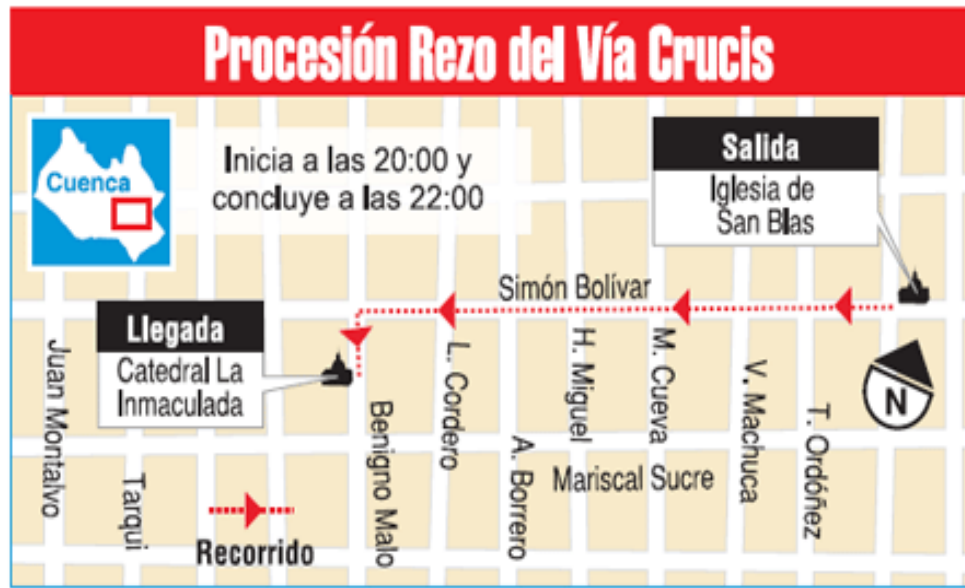 Procesión Rezo del Vía Crucis
Cuenca
Inicia a las 20:00 y
concluye a las 22:00
Salida
Iglesia de
San Blas
Simón Bolívar
Llegada
Catedral La
Inmaculada
Juan Montalvo
Tarqui
Benigno Malo
L. Cordero
A. Borrero
H. Miguel
M. Cueva
V. Machuca
T. Ordóñez
N
Mariscal Sucre
Recorrido